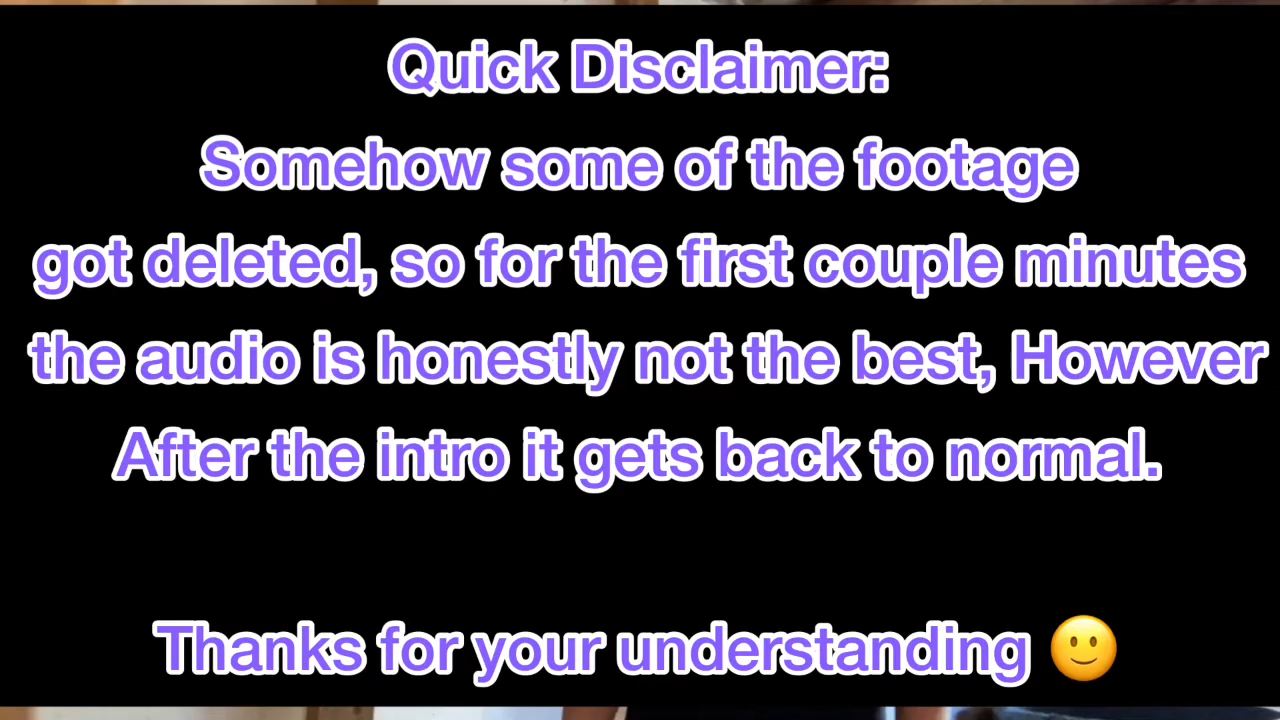 Quick Disclaimer:
Somehow some of the footage
got deleted, so for the first couple minutes
the audio is honestly not the best, However
After the intro it gets back to normal.
Thanks for your understanding 🙂